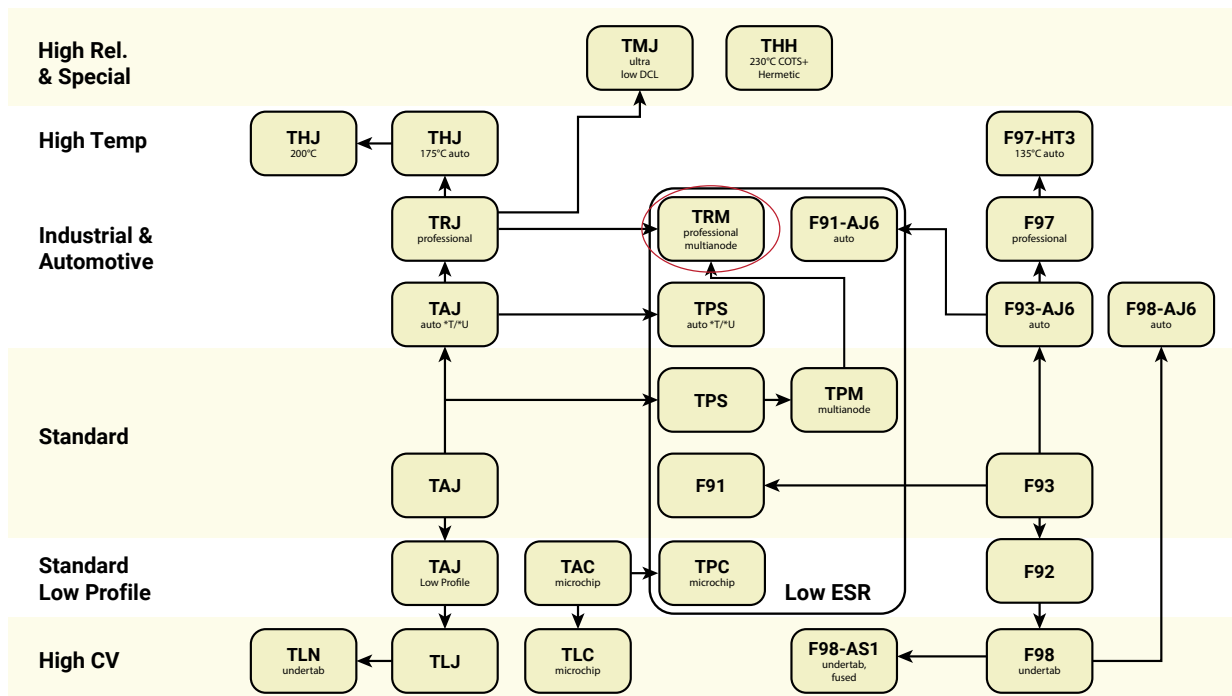 High Rel.
& Special
TMJ
ultra
low DCL
THH
230°C COTS+
Hermetic
High Temp
THJ
200°C
THJ
175°C auto
F97-HT3
135°C auto
Industrial &
Automotive
TRJ
professional
TRM
professional
multianode
F91-AJ6
auto
F97
professional
TAJ
auto *T/*U
TPS
auto *T/*U
F93-AJ6
auto
F98-AJ6
auto
Standard
TPS
TPM
multianode
TAJ
F91
F93
Standard
Low Profile
TAJ
Low Profile
TAC
microchip
TPC
microchip
Low ESR
F92
High CV
TLN
undertab
TLJ
TLC
microchip
F98-AS1
undertab,
fused
F98
undertab